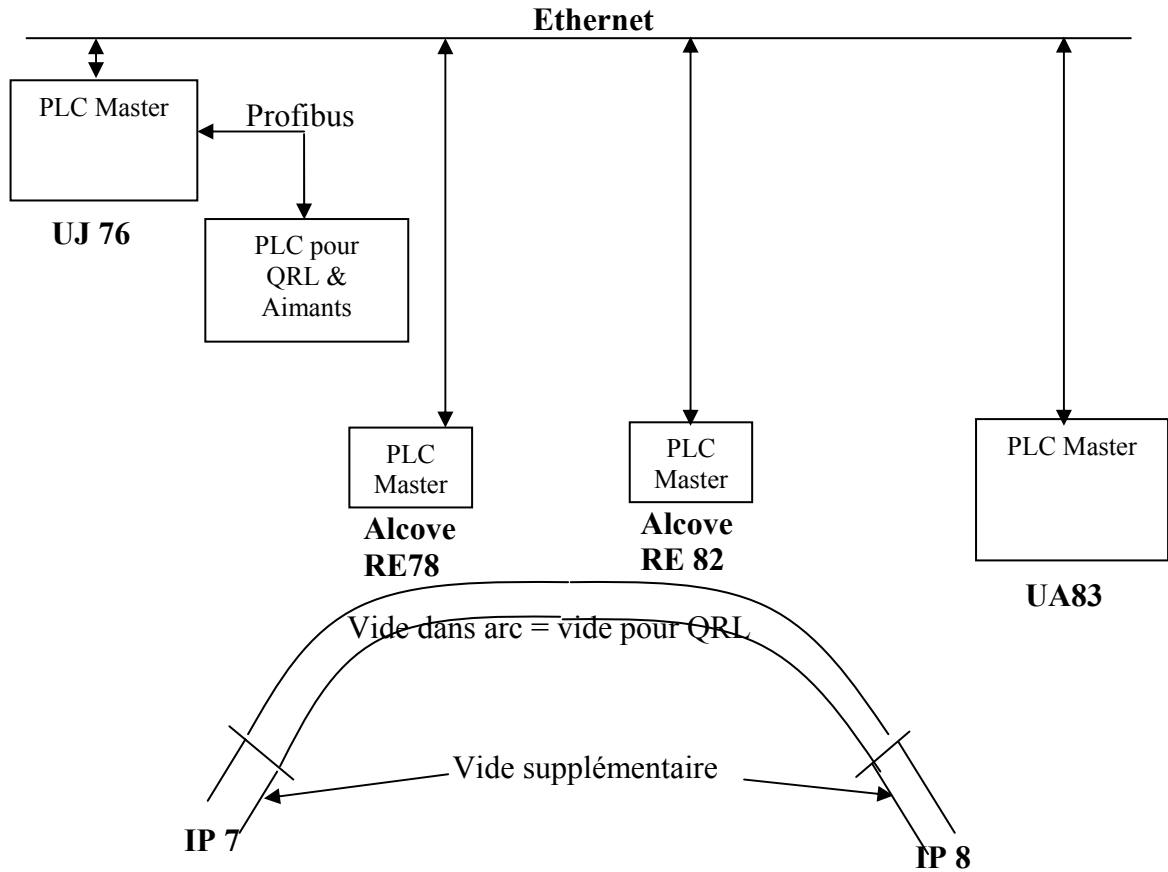 Ethernet
PLC Master
Profibus
UJ 76
PLC pour
QRL &
Aimants
PLC
Master
Alcove
RE78
PLC
Master
Alcove
RE 82
PLC Master
UA83
Vide dans arc = vide pour QRL
Vide supplémentaire
IP 7
IP 8